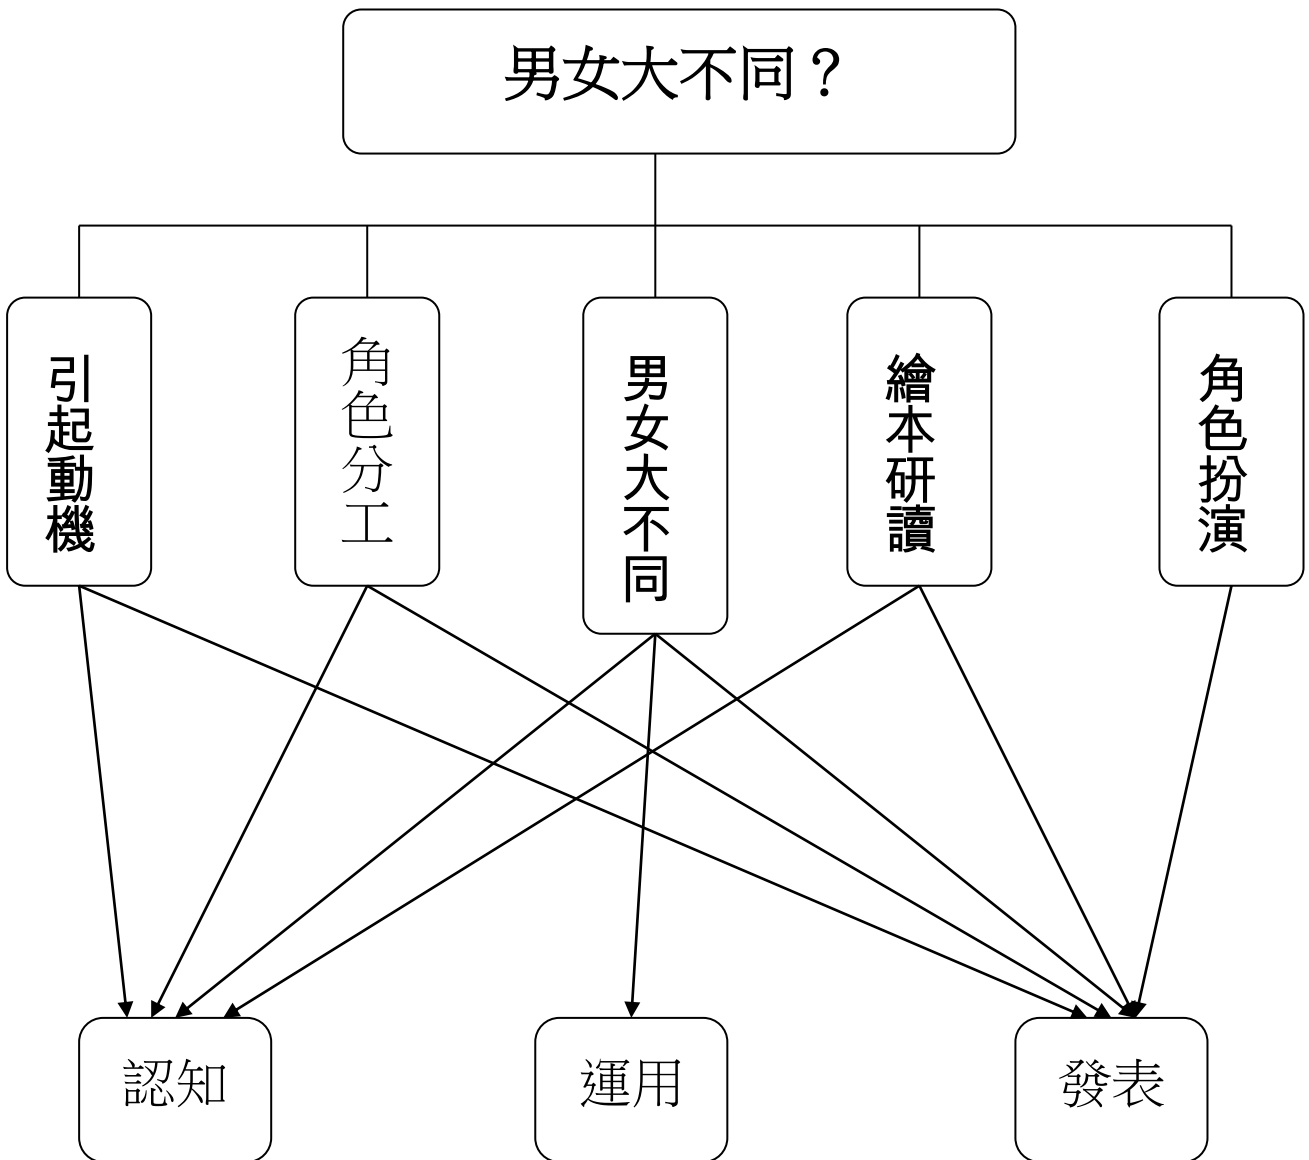 男女大不同？
引起動機
角色分工
男女大不同
繪本研讀
角色扮演
認知
運用
發表